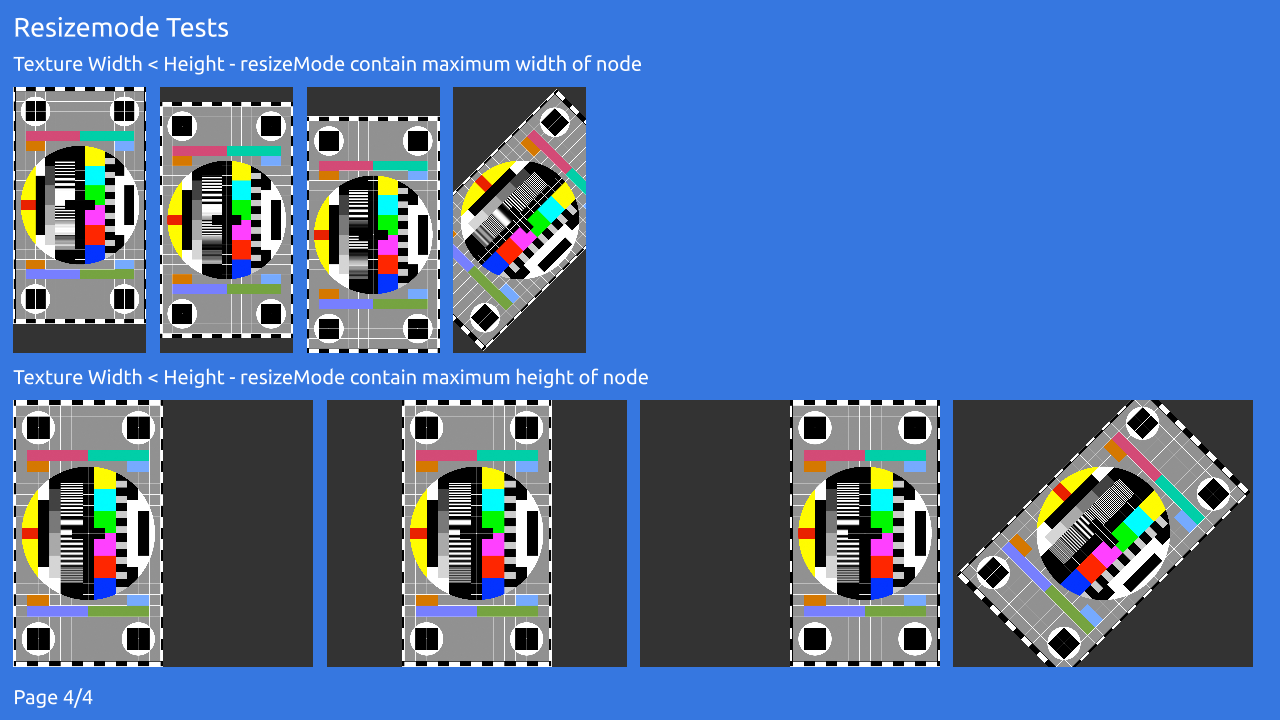 Resizemode Tests
Texture Width < Height - resizeMode contain maximum width of node
Texture Width < Height - resizeMode contain maximum height of node
Page 4/4